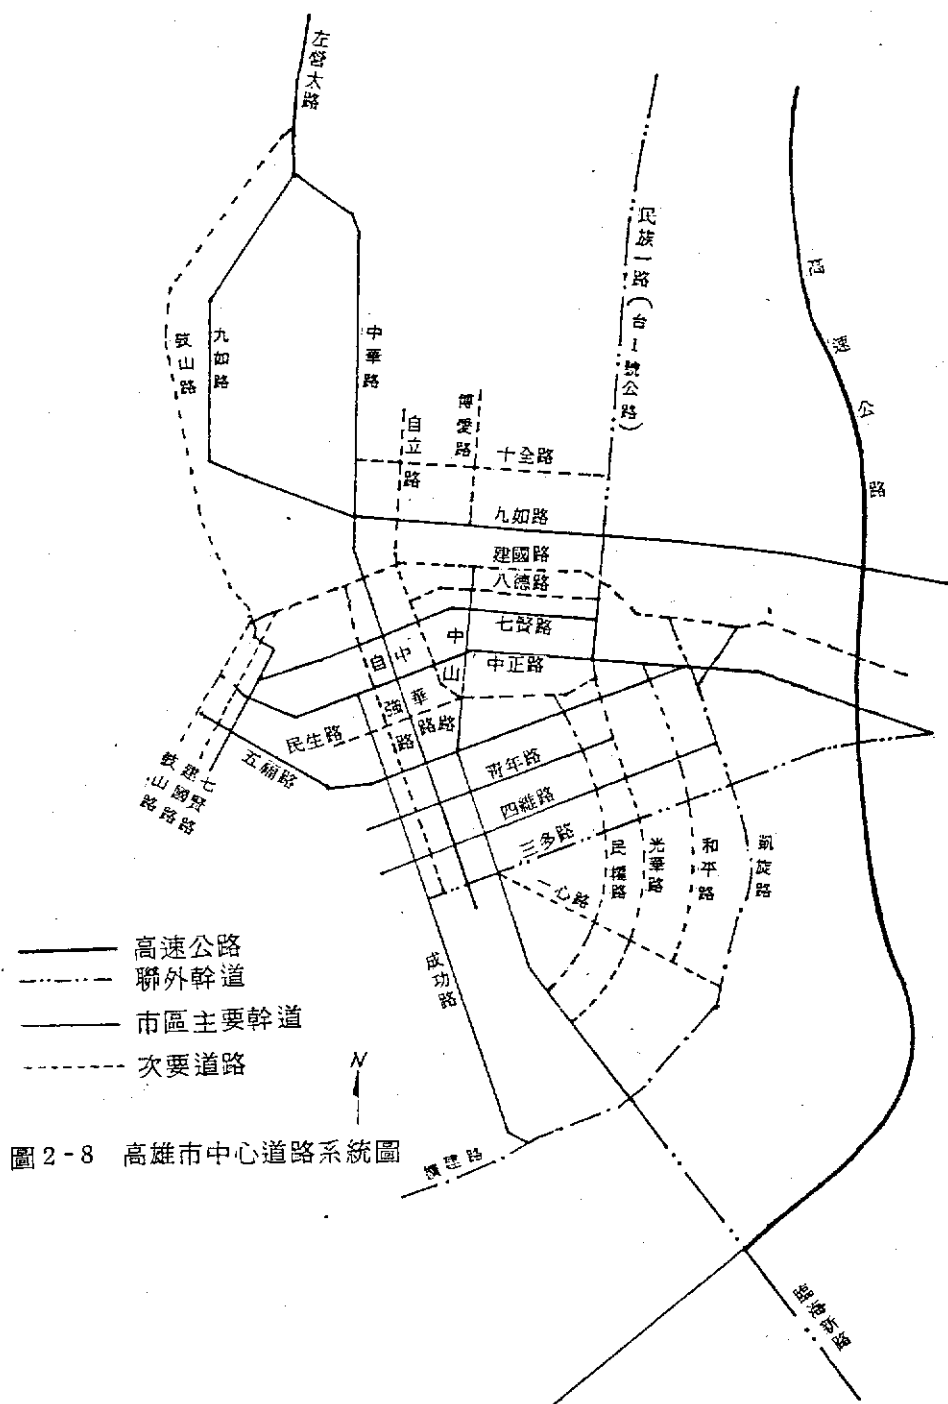 左營大路
民族一路(台1號公路)
高速公路
鼓山路
九如路
中華路
自立路
博愛路
十全路
九如路
建國路
八德路
七賢路
中正路
中山路
自強路
中華路
民生路
五福路
青年路
四維路
三多路
一心路
民權路
光華路
和平路
凱旋路
鼓山路
建國路
七賢路
成功路
擴建路
臨海新路
高速公路
聯外幹道
市區主要幹道
次要道路
N
圖2-8 高雄市中心道路系統圖